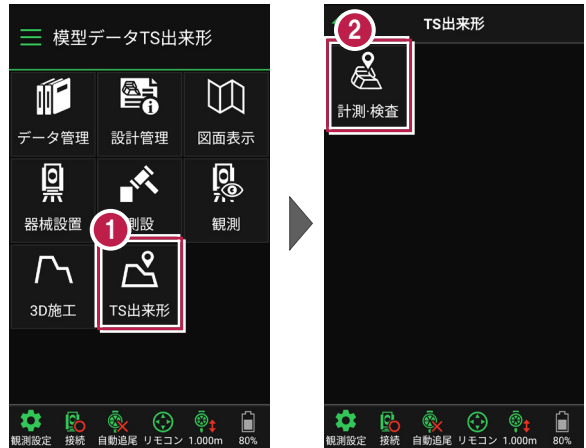 模型データTS出来形
データ管理
設計管理
図面表示
器械設置
測設
観測
3D施工
TS出来形
1
観測設定
接続
自動追尾
リモコン
1.000m
80%
TS出来形
2
計測・検査
観測設定
接続
自動追尾
リモコン
1.000m
80%